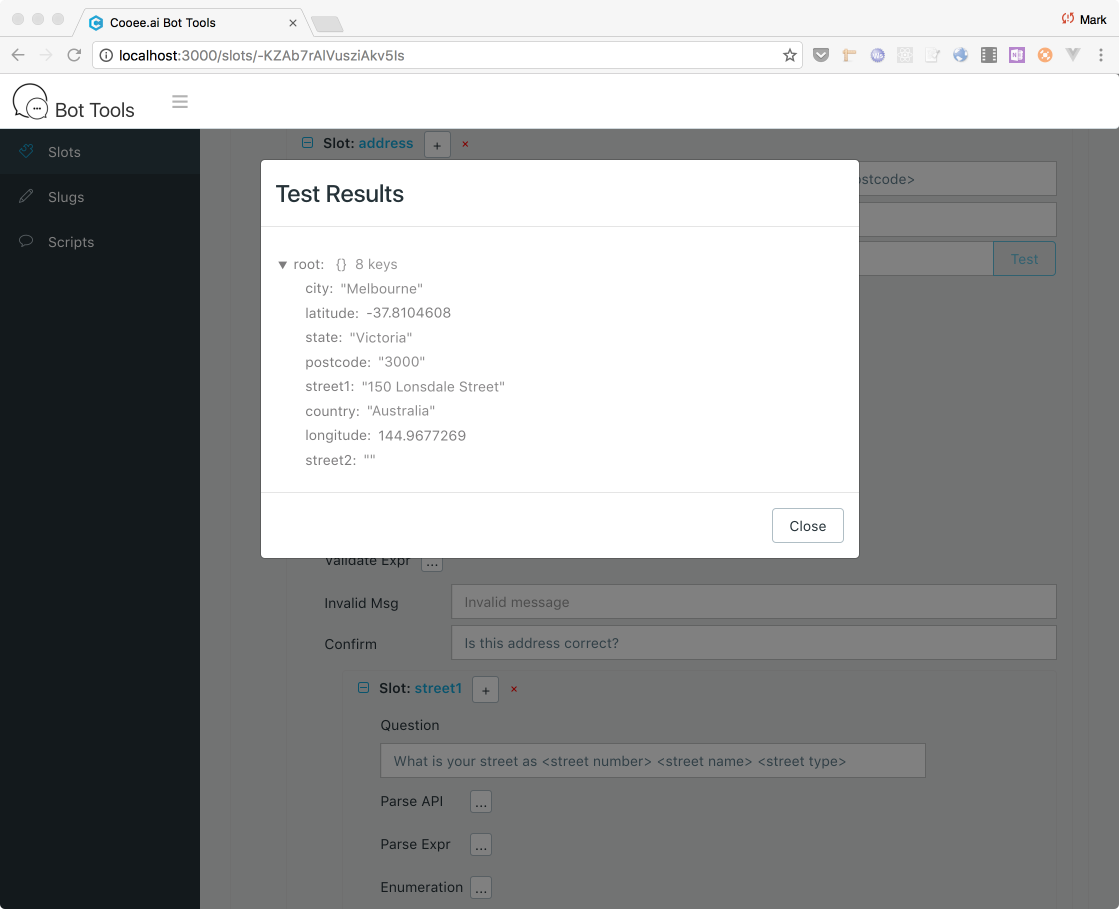 Cooee.ai Bot Tools
Mark
localhost:3000/slots/-KZAb7rAlVusziAkv5Is
Bot Tools
Slots
Slugs
Scripts
Slot: address + ×
postcode>
Test
Test Results
root: {} 8 keys
city: "Melbourne"
latitude: -37.8104608
state: "Victoria"
postcode: "3000"
street1: "150 Lonsdale Street"
country: "Australia"
longitude: 144.9677269
street2: ""
Close
Validate Expr ...
Invalid Msg Invalid message
Confirm Is this address correct?
Slot: street1 + ×
Question
What is your street as <street number> <street name> <street type>
Parse API ...
Parse Expr ...
Enumeration ...